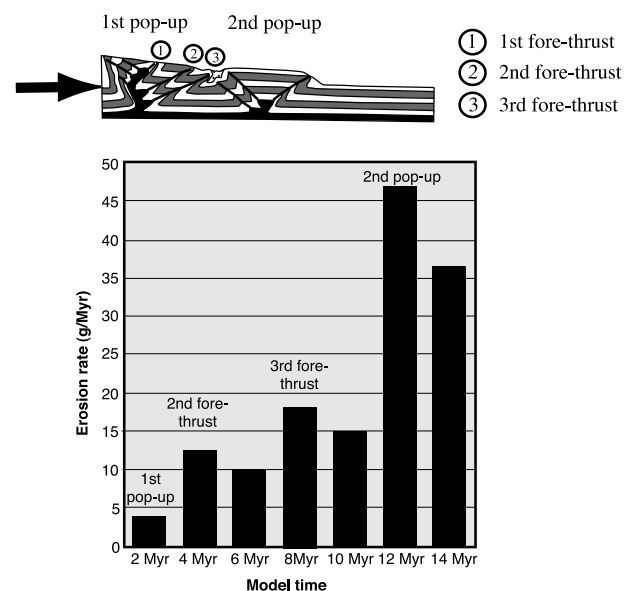 1st pop-up 2nd pop-up
1 2 3
1 1st fore-thrust
2 2nd fore-thrust
3 3rd fore-thrust
50
45
40
35
30
25
20
15
10
5
0
Erosion rate (g/Myr)
1st
pop-up
2nd fore-
thrust
3rd fore-
thrust
2nd pop-up
2 Myr 4 Myr 6 Myr 8Myr 10 Myr 12 Myr 14 Myr
Model time